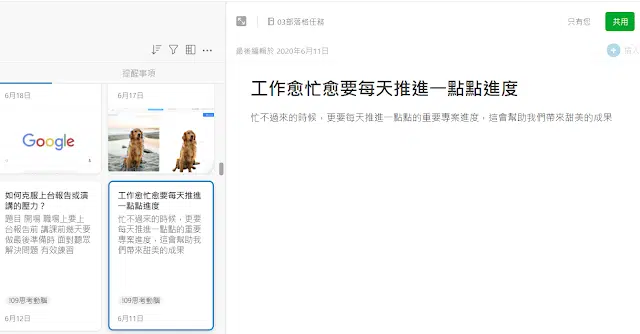 03部落格任務
只有您
共用
最後編輯於 2020年6月11日
提醒事項
6月18日
6月17日
Google
如何克服上台報告或演
講的壓力？
題目 開場 職場上要上
台報告前 講課前幾天要
做最後準備時 面對聽眾
解決問題 有效練習
109思考動腦
6月12日
工作愈忙愈要每天推進
一點點進度
忙不過來的時候，更要
每天推進一點點的重要
專案進度，這會幫助我
們帶來甜美的成果
109思考動腦
6月11日
工作愈忙愈要每天推進一點點進度
忙不過來的時候，更要每天推進一點點的重要專案進度，這會幫助我們帶來甜美的成果